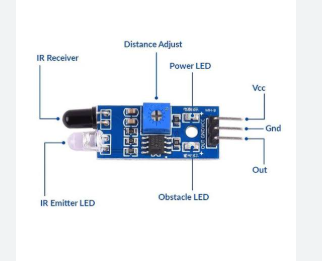 Distance Adjust
IR Receiver
Power LED
Vcc
Gnd
Out
IR Emitter LED
Obstacle LED